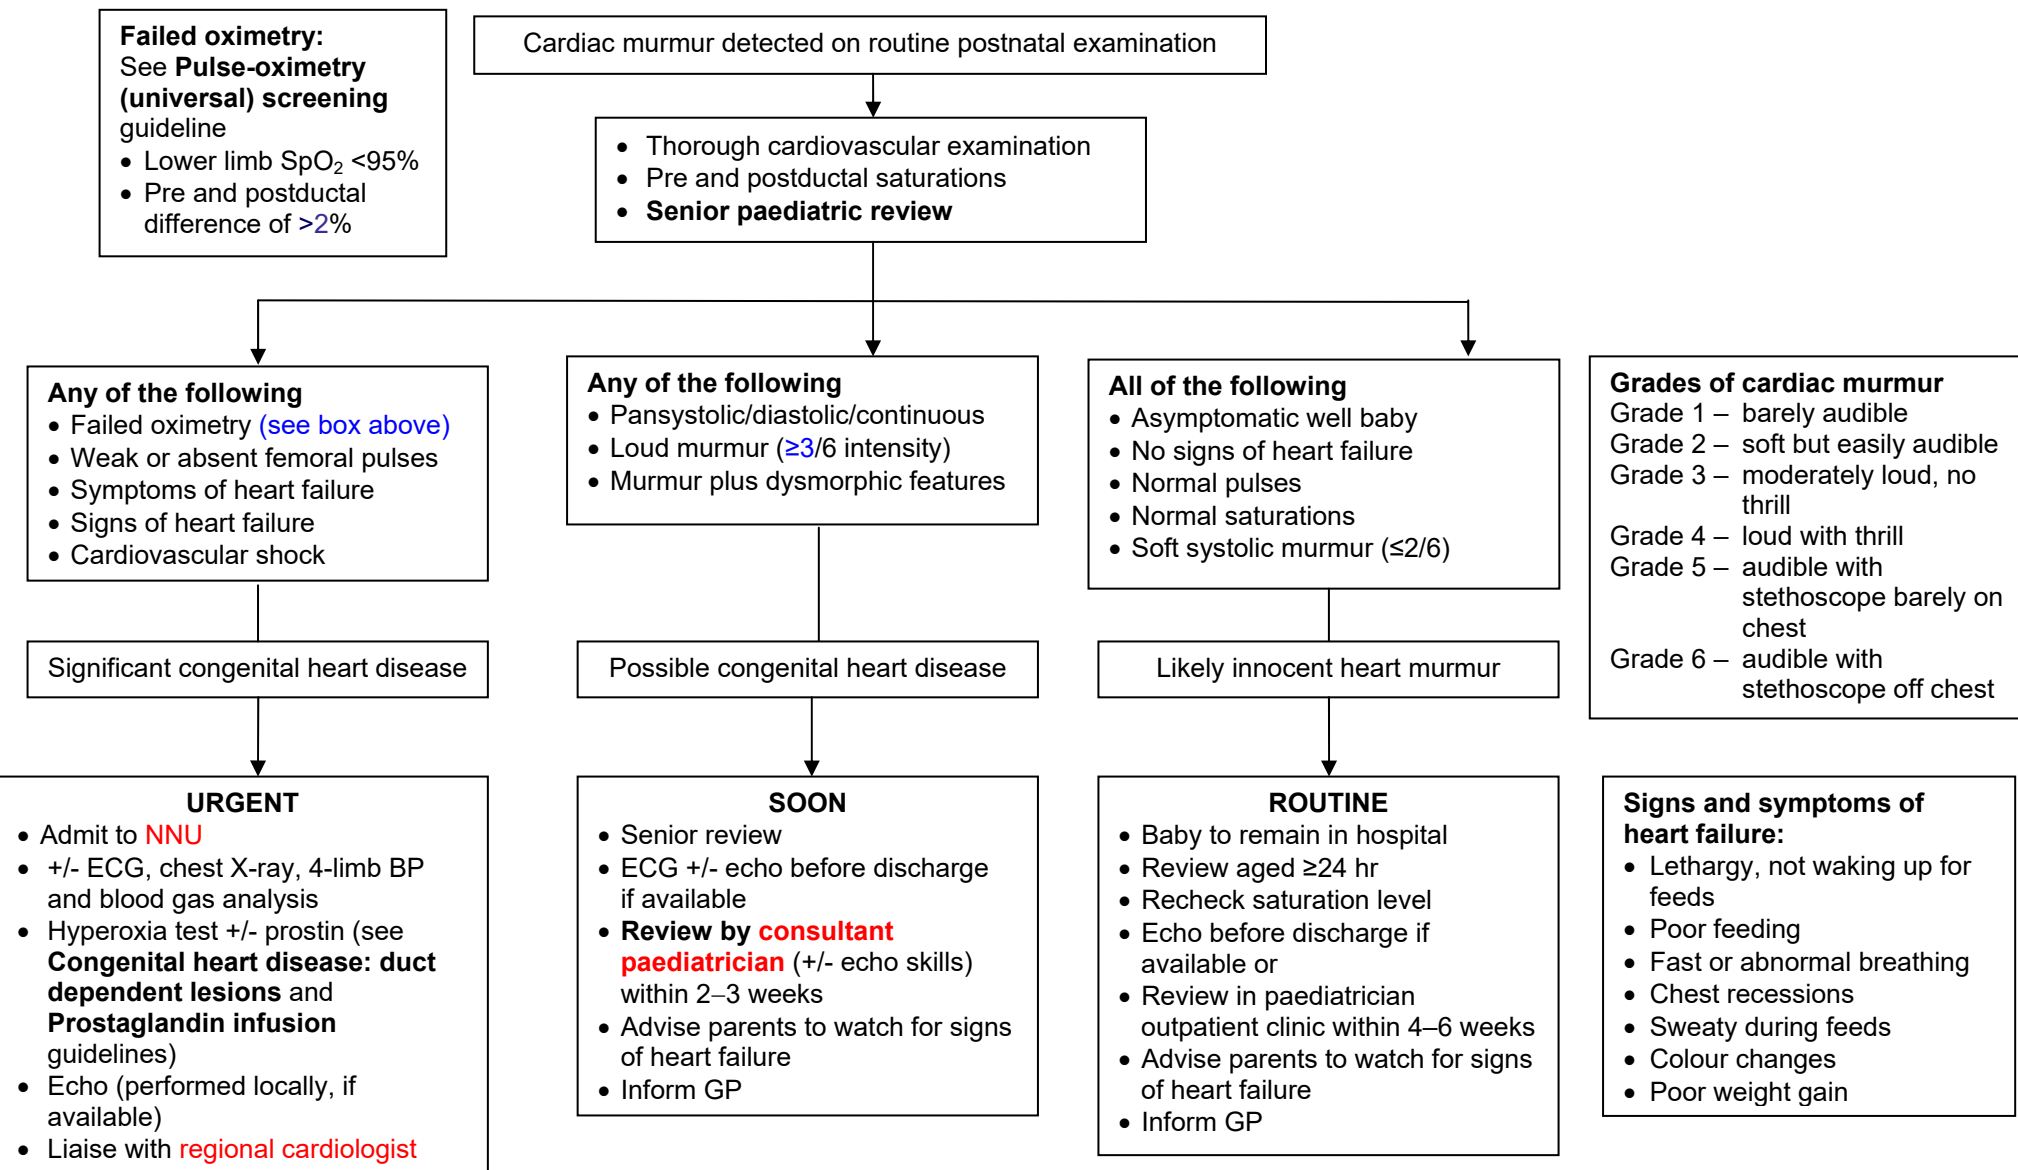 Failed oximetry:
See Pulse-oximetry
(universal) screening
guideline
• Lower limb SpO₂ <95%
• Pre and postductal
difference of >2%
Cardiac murmur detected on routine postnatal examination
• Thorough cardiovascular examination
• Pre and postductal saturations
• Senior paediatric review
Any of the following
• Failed oximetry (see box above)
• Weak or absent femoral pulses
• Symptoms of heart failure
• Signs of heart failure
• Cardiovascular shock
Any of the following
• Pansystolic/diastolic/continuous
• Loud murmur (≥3/6 intensity)
• Murmur plus dysmorphic features
All of the following
• Asymptomatic well baby
• No signs of heart failure
• Normal pulses
• Normal saturations
• Soft systolic murmur (≤2/6)
Grades of cardiac murmur
Grade 1 – barely audible
Grade 2 – soft but easily audible
Grade 3 – moderately loud, no
thrill
Grade 4 – loud with thrill
Grade 5 – audible with
stethoscope barely on
chest
Grade 6 – audible with
stethoscope off chest
Significant congenital heart disease
Possible congenital heart disease
Likely innocent heart murmur
URGENT
• Admit to NNU
• +/- ECG, chest X-ray, 4-limb BP
and blood gas analysis
• Hyperoxia test +/- prostin (see
Congenital heart disease: duct
dependent lesions and
Prostaglandin infusion
guidelines)
• Echo (performed locally, if
available)
• Liaise with regional cardiologist
SOON
• Senior review
• ECG +/- echo before discharge
if available
• Review by consultant
paediatrician (+/- echo skills)
within 2–3 weeks
• Advise parents to watch for signs
of heart failure
• Inform GP
ROUTINE
• Baby to remain in hospital
• Review aged ≥24 hr
• Recheck saturation level
• Echo before discharge if
available or
• Review in paediatrician
outpatient clinic within 4–6 weeks
• Advise parents to watch for signs
of heart failure
• Inform GP
Signs and symptoms of
heart failure:
• Lethargy, not waking up for
feeds
• Poor feeding
• Fast or abnormal breathing
• Chest recessions
• Sweaty during feeds
• Colour changes
• Poor weight gain